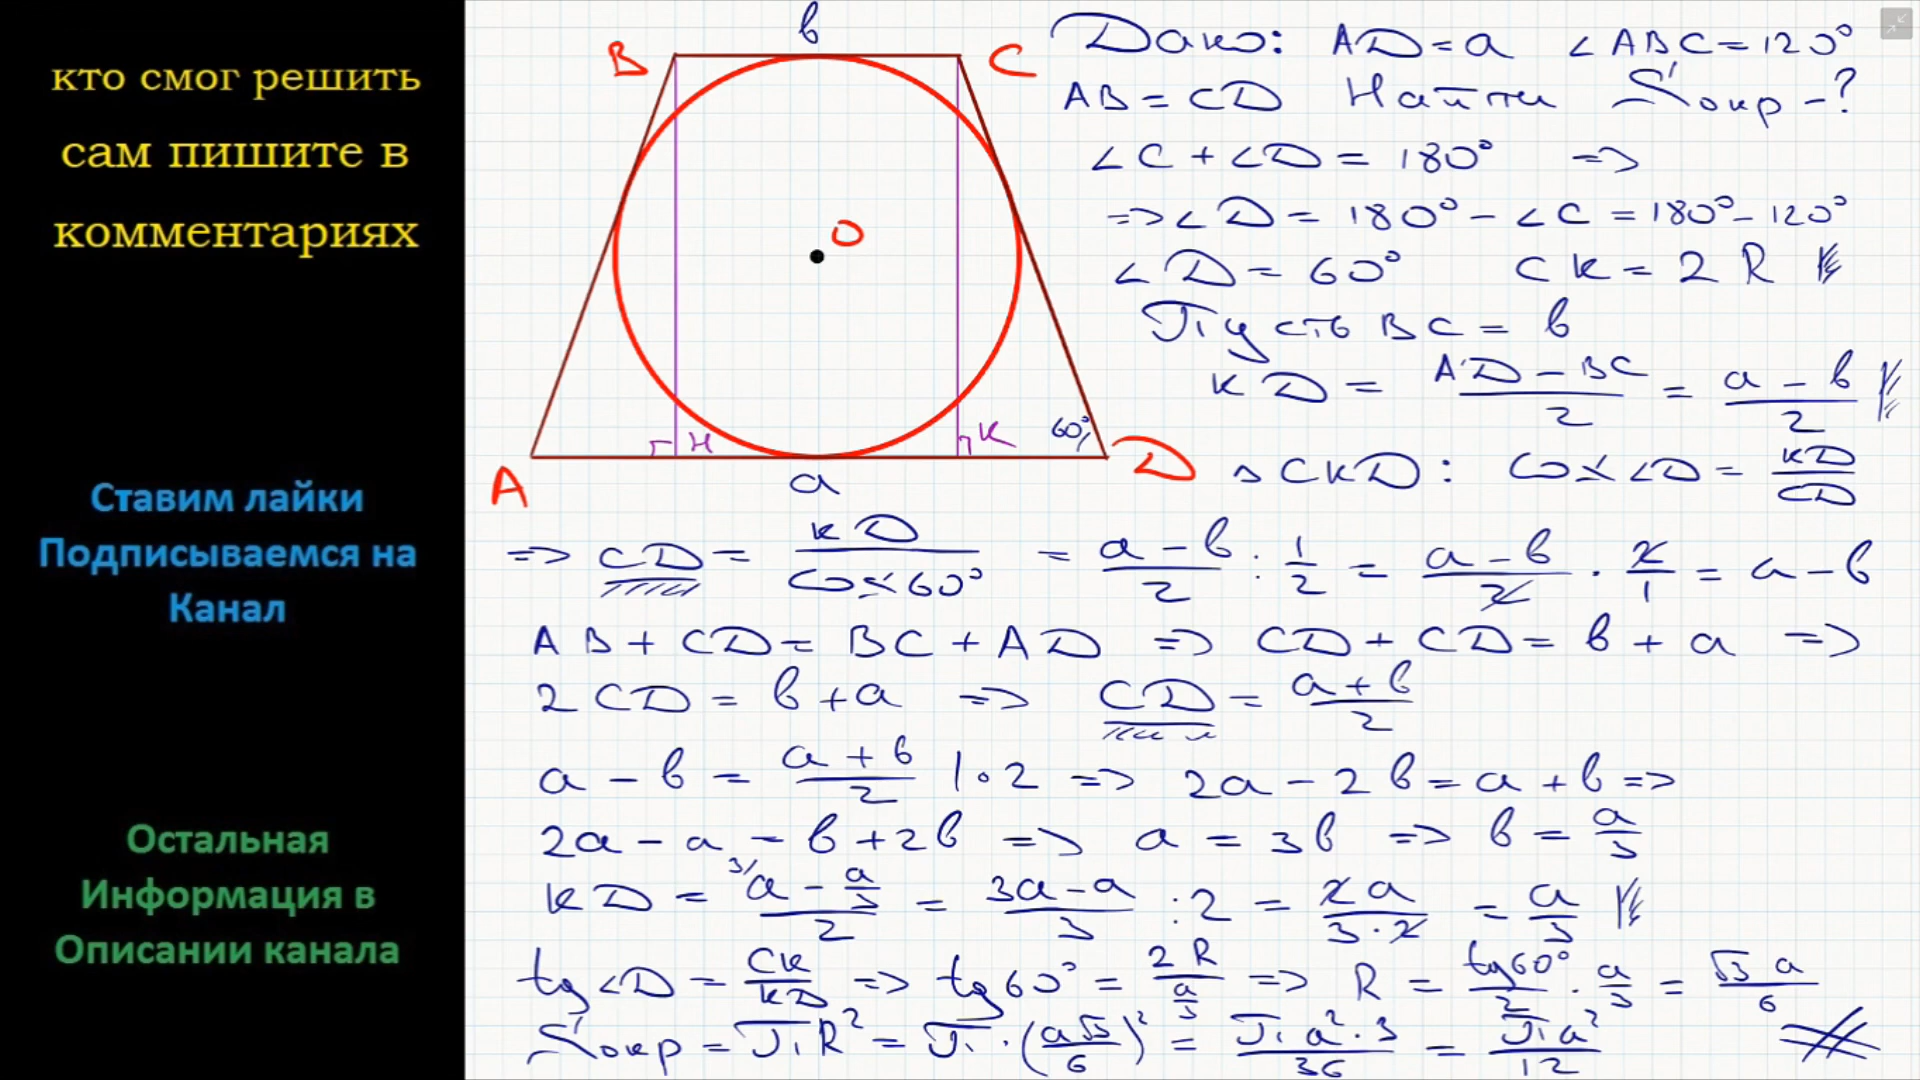 кто смог решить
сам пишите в
комментариях
Ставим лайки
Подписываемся на
Канал
Остальная
Информация в
Описании канала
B в C
O
H K 60°
A a D
Дано: AD = a ∠ABC = 120°
AB = CD Найти Sокр - ?
∠C + ∠D = 180° =>
=> ∠D = 180° - ∠C = 180° - 120°
∠D = 60° CK = 2R
Пусть BC = в
KD = (AD - BC)/2 = (a - в)/2
△CKD: cos∠D = KD/CD
=> CD = KD/cos60° = (a - в)/2 : 1/2 = (a - в)/2 · 2/1 = a - в
AB + CD = BC + AD => CD + CD = в + a =>
2CD = в + a => CD = (a + в)/2
a - в = (a + в)/2 | · 2 => 2a - 2в = a + в =>
2a - a = в + 2в => a = 3в => в = a/3
KD = (3/ a - a/3)/2 = (3a - a)/3 : 2 = 2a/(3·2) = a/3
tg∠D = CK/KD => tg60° = 2R/(a/3) => R = tg60°/2 · a/3 = √3 a/6
Sокр = πR² = π · (a√3/6)² = πa²·3/36 = πa²/12